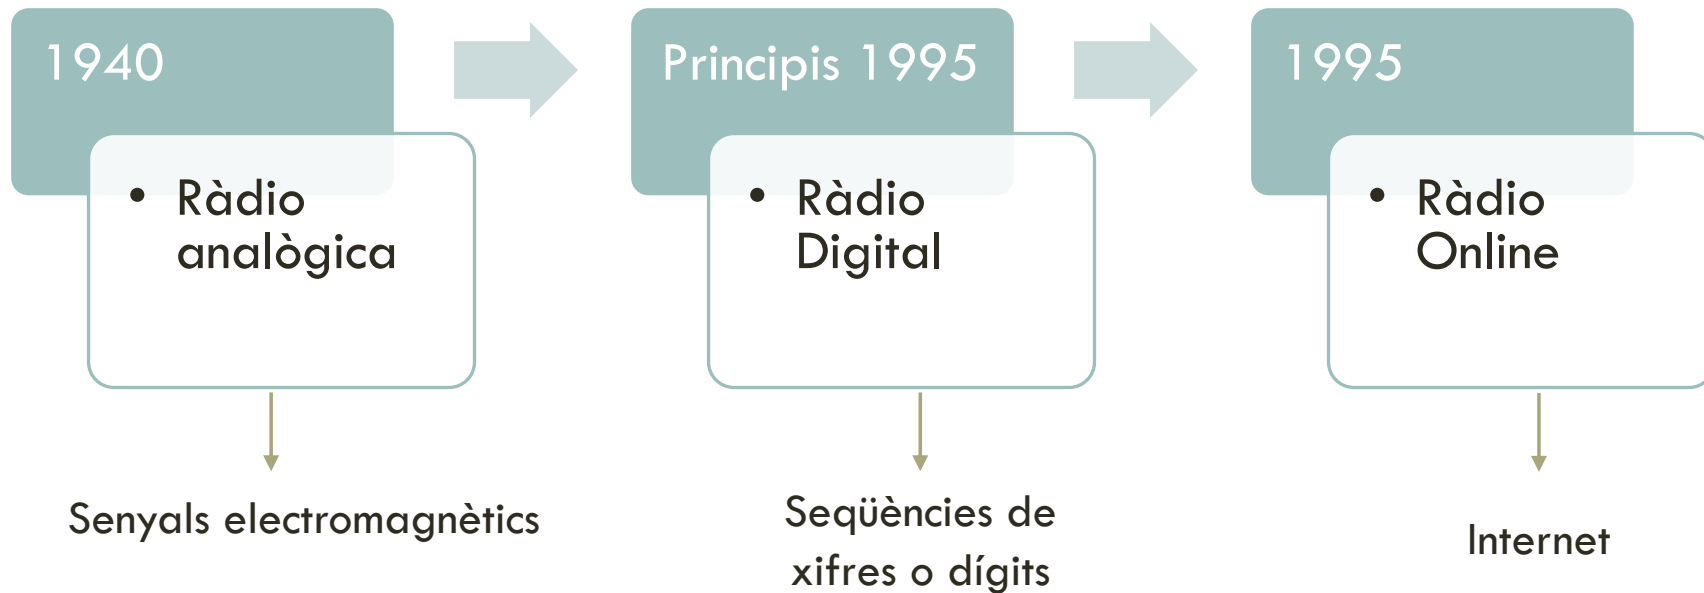 1940
• Ràdio
analògica
Senyals electromagnètics
Principis 1995
• Ràdio
Digital
Seqüències de
xifres o dígits
1995
• Ràdio
Online
Internet